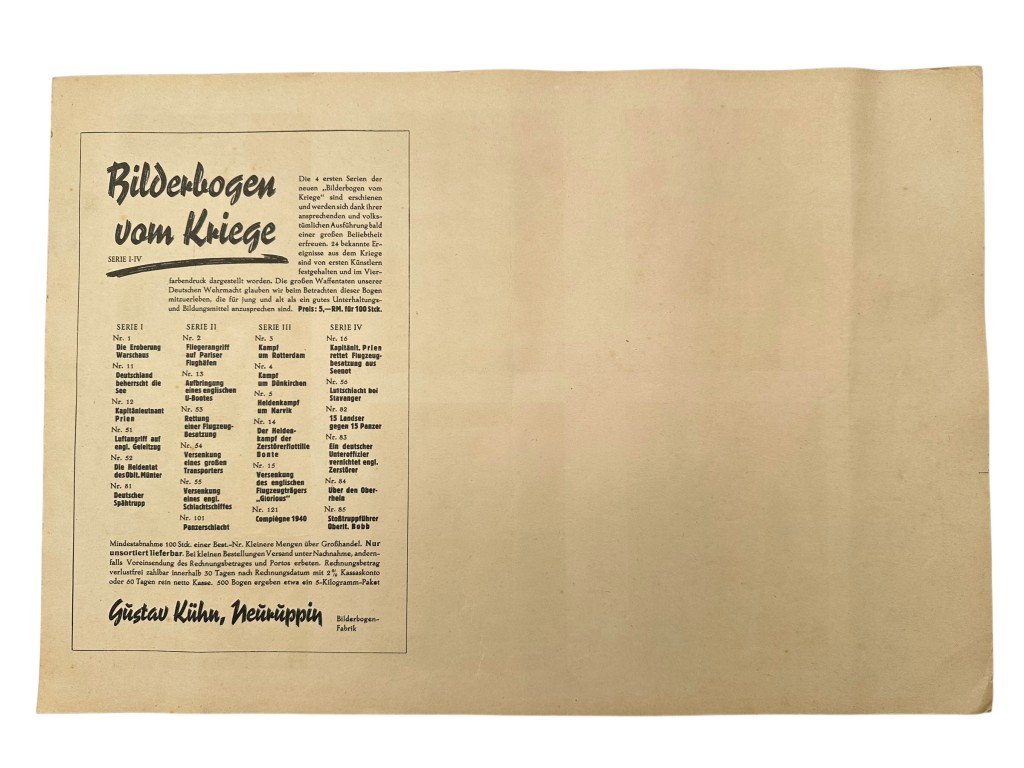 Bilderbogen
vom Kriege
SERIE I-IV
Die 4 ersten Serien der
neuen „Bilderbogen vom
Kriege“ sind erschienen
und werden sich dank ihrer
ansprechenden und volks-
tümlichen Ausführung bald
einer großen Beliebtheit
erfreuen. 24 bekannte Er-
eignisse aus dem Kriege
sind von ersten Künstlern
festgehalten und im Vier-
farbendruck dargestellt worden. Die großen Waffentaten unserer
Deutschen Wehrmacht glauben wir beim Betrachten dieser Bogen
mitzuerleben, die für jung und alt als ein gutes Unterhaltungs-
und Bildungsmittel anzusprechen sind. Preis: 5,—RM. für 100 Stck.
SERIE I
Nr. 1
Die Eroberung
Warschaus
Nr. 11
Deutschland
beherrscht die
See
Nr. 12
Kapitänleutnant
Prien
Nr. 51
Luftangriff auf
engl. Geleitzug
Nr. 52
Die Heldentat
des Oblt. Münter
Nr. 81
Deutscher
Spähtrupp
SERIE II
Nr. 2
Fliegerangriff
auf Pariser
Flughäfen
Nr. 13
Aufbringung
eines englischen
U-Bootes
Nr. 53
Rettung
einer Flugzeug-
Besatzung
Nr. 54
Versenkung
eines großen
Transporters
Nr. 55
Versenkung
eines engl.
Schlachtschiffes
Nr. 101
Panzerschlacht
SERIE III
Nr. 3
Kampf
um Rotterdam
Nr. 4
Kampf
um Dünkirchen
Nr. 5
Heldenkampf
um Narvik
Nr. 14
Der Helden-
kampf der
Zerstörerflottille
Bonte
Nr. 15
Versenkung
des englischen
Flugzeugträgers
„Glorious“
Nr. 121
Compiègne 1940
SERIE IV
Nr. 16
Kapitänlt. Prien
rettet Flugzeug-
besatzung aus
Seenot
Nr. 56
Luftschlacht bei
Stavanger
Nr. 82
15 Landser
gegen 15 Panzer
Nr. 83
Ein deutscher
Unteroffizier
vernichtet engl.
Zerstörer
Nr. 84
Über den Ober-
rhein
Nr. 85
Stoßtruppführer
Oberlt. Bobb
Mindestabnahme 100 Stck. einer Best.-Nr. Kleinere Mengen über Großhandel. Nur
unsortiert lieferbar. Bei kleinen Bestellungen Versand unter Nachnahme, andern-
falls Voreinsendung des Rechnungsbetrages und Portos erbeten. Rechnungsbetrag
verlustfrei zahlbar innerhalb 30 Tagen nach Rechnungsdatum mit 2% Kassaskonto
oder 60 Tagen rein netto Kasse. 500 Bogen ergeben etwa ein 8-Kilogramm-Paket
Gustav Kühn, Neuruppin
Bilderbogen-
Fabrik